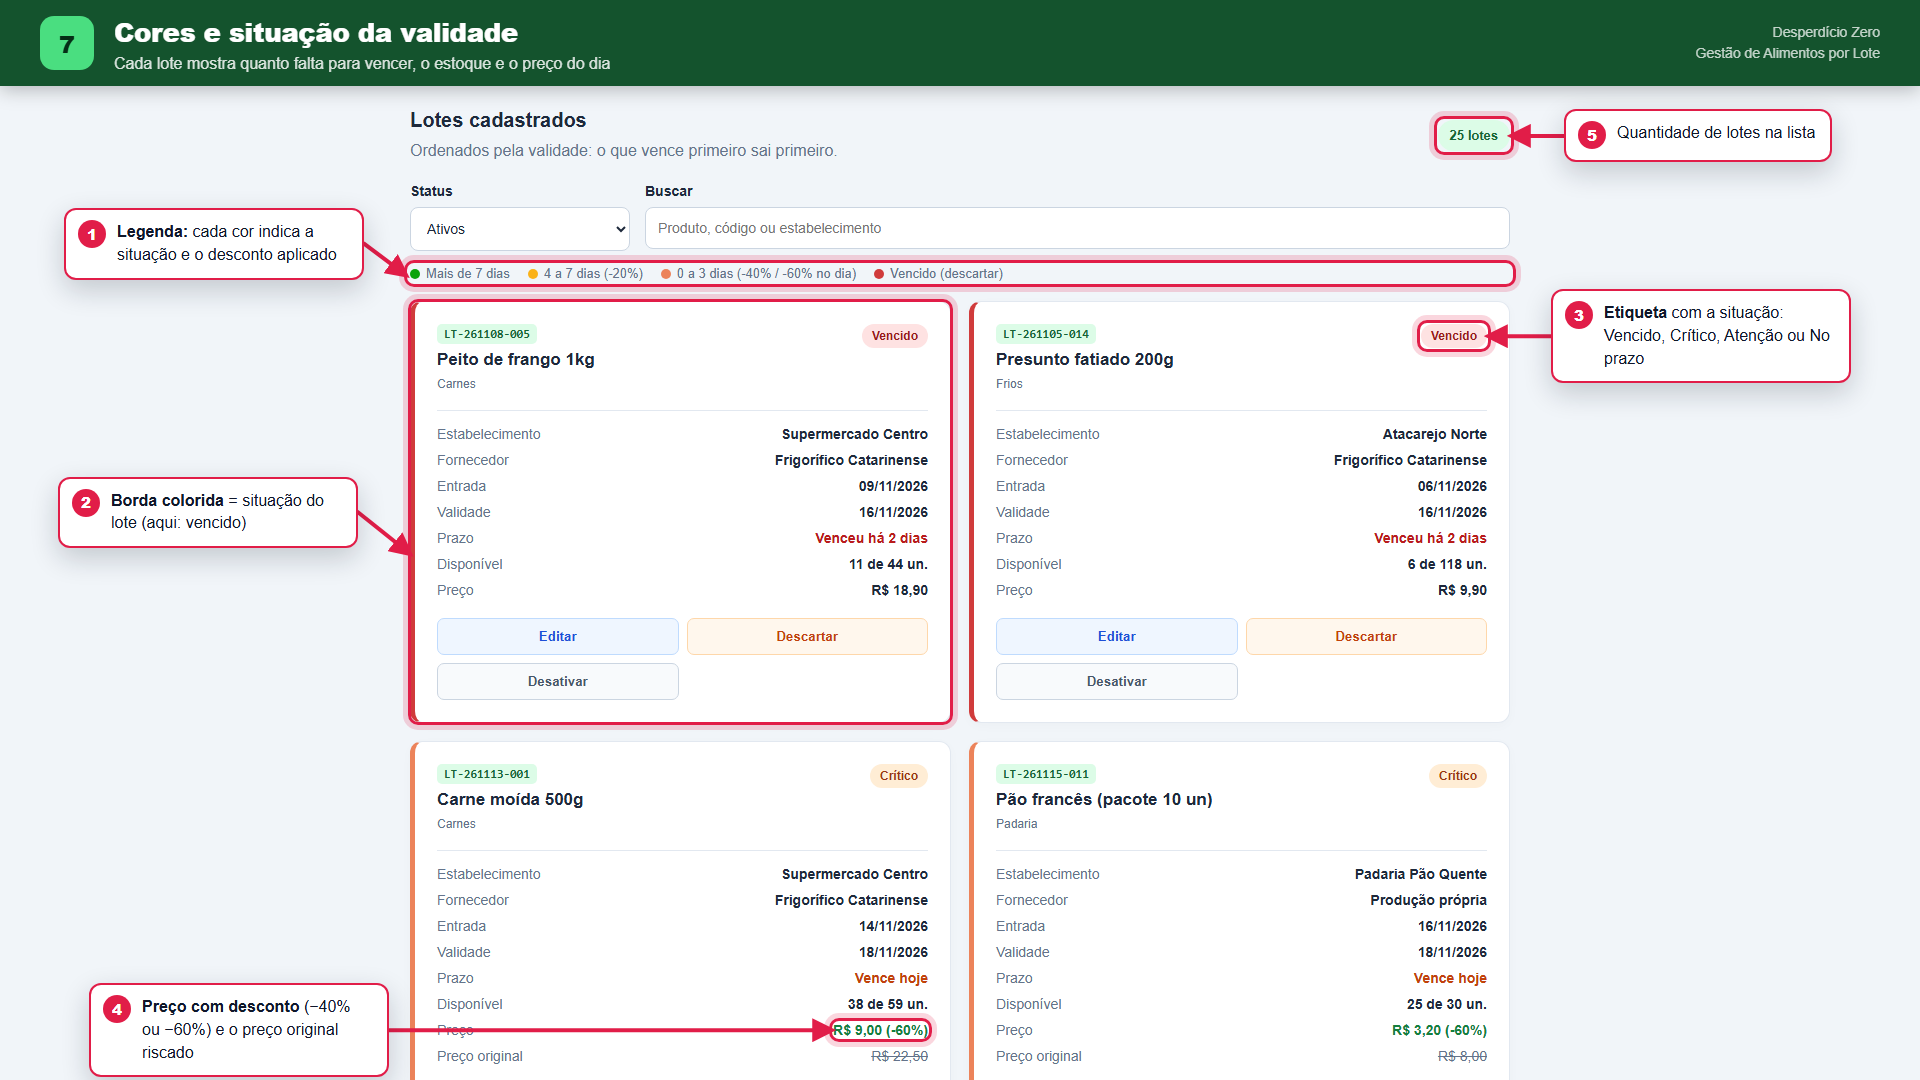 7
Cores e situação da validade
Cada lote mostra quanto falta para vencer, o estoque e o preço do dia
Desperdício Zero
Gestão de Alimentos por Lote
Lotes cadastrados
Ordenados pela validade: o que vence primeiro sai primeiro.
25 lotes
5 Quantidade de lotes na lista
Status
Buscar
Ativos
Produto, código ou estabelecimento
1 Legenda: cada cor indica a
situação e o desconto aplicado
Mais de 7 dias 4 a 7 dias (-20%) 0 a 3 dias (-40% / -60% no dia) Vencido (descartar)
3 Etiqueta com a situação:
Vencido, Crítico, Atenção ou No
prazo
2 Borda colorida = situação do
lote (aqui: vencido)
LT-261108-005
Vencido
Peito de frango 1kg
Carnes
Estabelecimento Supermercado Centro
Fornecedor Frigorífico Catarinense
Entrada 09/11/2026
Validade 16/11/2026
Prazo Venceu há 2 dias
Disponível 11 de 44 un.
Preço R$ 18,90
Editar Descartar
Desativar
LT-261105-014
Vencido
Presunto fatiado 200g
Frios
Estabelecimento Atacarejo Norte
Fornecedor Frigorífico Catarinense
Entrada 06/11/2026
Validade 16/11/2026
Prazo Venceu há 2 dias
Disponível 6 de 118 un.
Preço R$ 9,90
Editar Descartar
Desativar
LT-261113-001
Crítico
Carne moída 500g
Carnes
Estabelecimento Supermercado Centro
Fornecedor Frigorífico Catarinense
Entrada 14/11/2026
Validade 18/11/2026
Prazo Vence hoje
Disponível 38 de 59 un.
Preço R$ 9,00 (-60%)
Preço original R$ 22,50
4 Preço com desconto (−40%
ou −60%) e o preço original
riscado
LT-261115-011
Crítico
Pão francês (pacote 10 un)
Padaria
Estabelecimento Padaria Pão Quente
Fornecedor Produção própria
Entrada 16/11/2026
Validade 18/11/2026
Prazo Vence hoje
Disponível 25 de 30 un.
Preço R$ 3,20 (-60%)
Preço original R$ 8,00